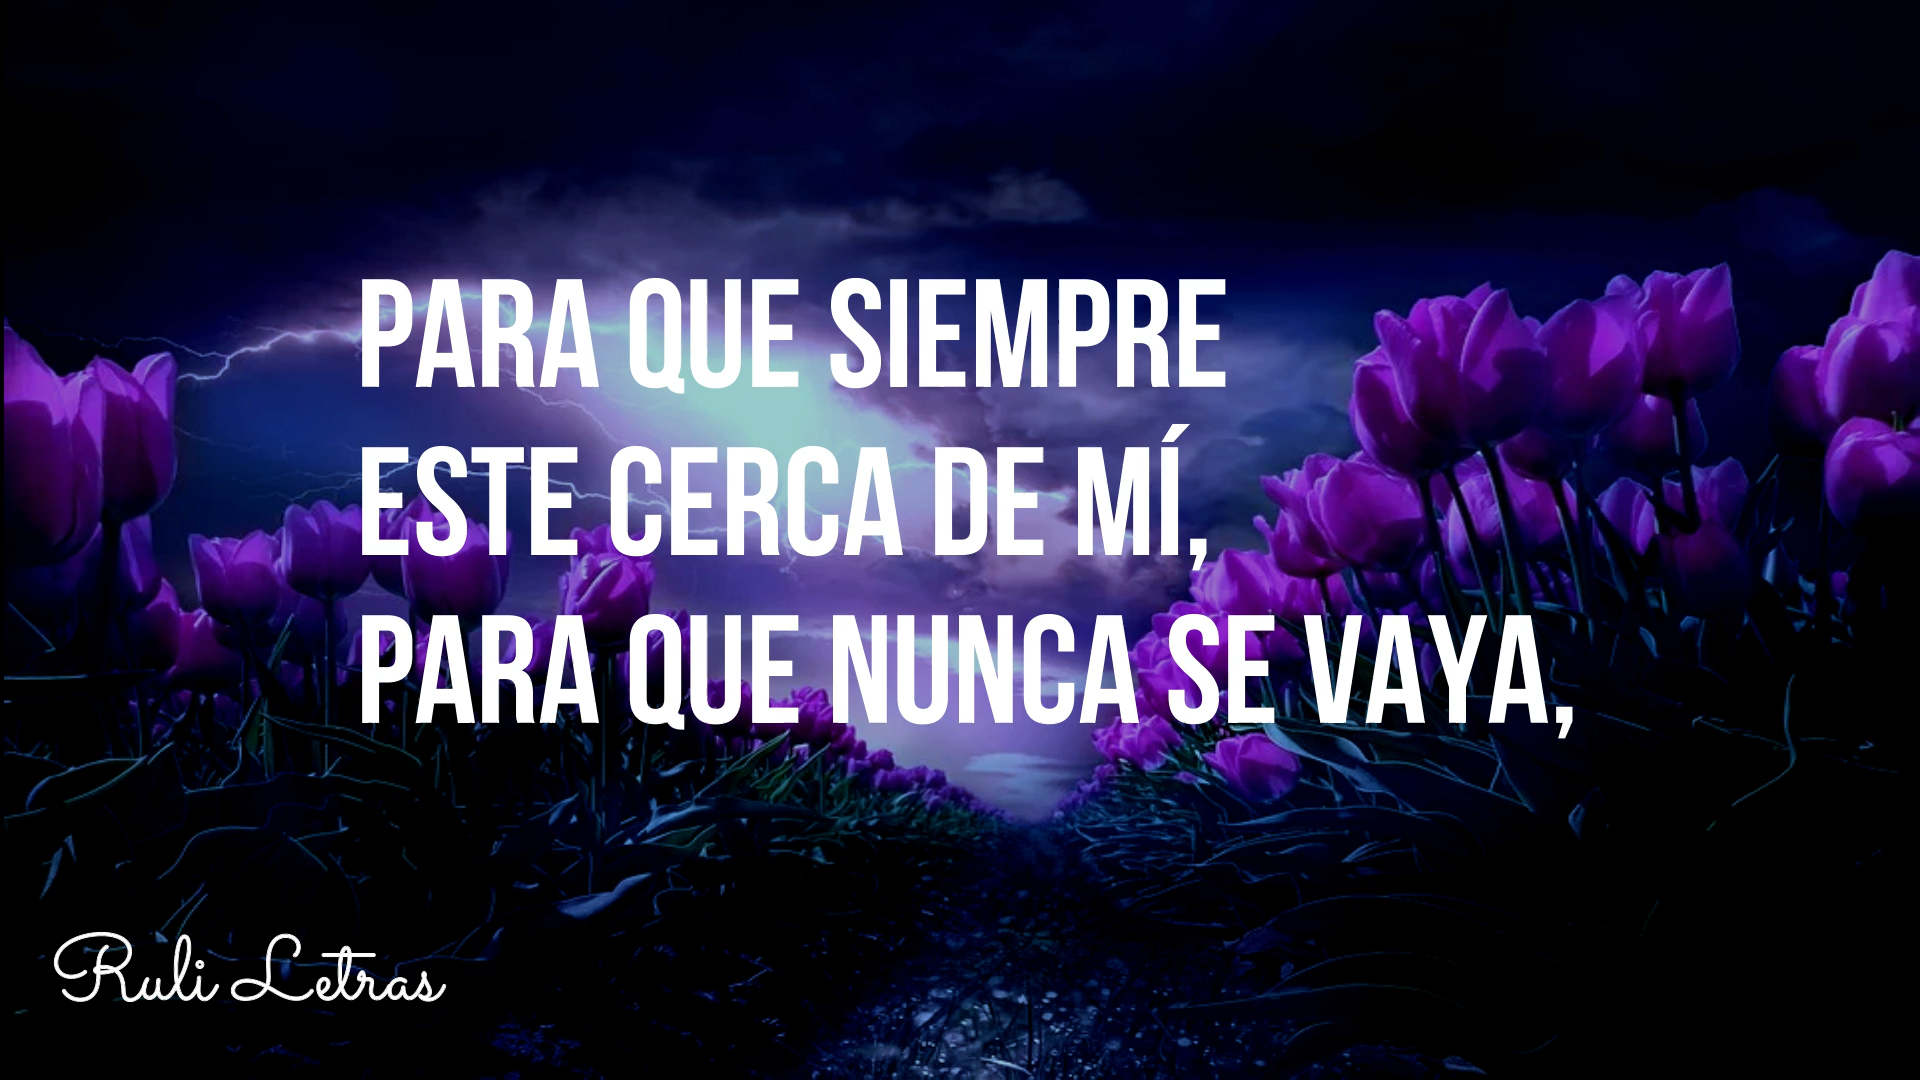 PARA QUE SIEMPRE
ESTE CERCA DE MÍ,
PARA QUE NUNCA SE VAYA,
Ruli Letras